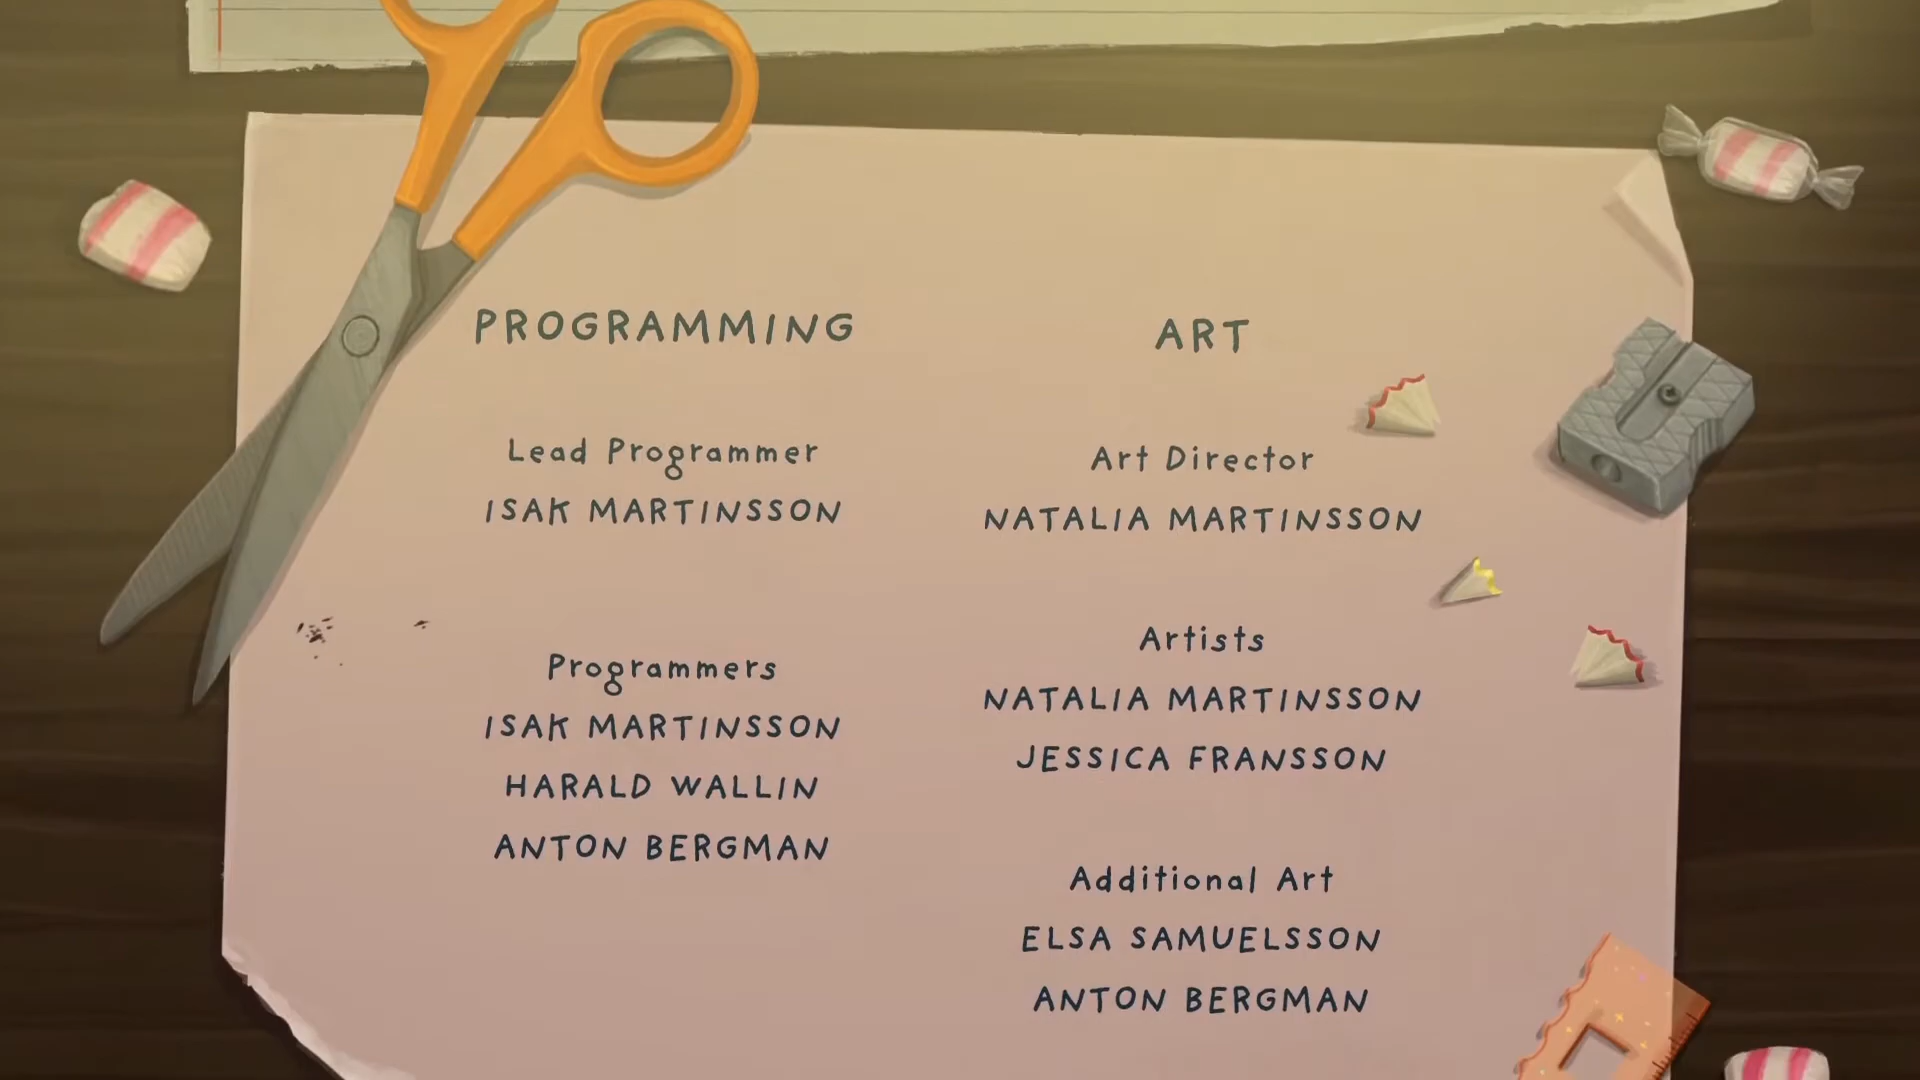 PROGRAMMING
Lead Programmer
ISAK MARTINSSON
Programmers
ISAK MARTINSSON
HARALD WALLIN
ANTON BERGMAN
ART
Art Director
NATALIA MARTINSSON
Artists
NATALIA MARTINSSON
JESSICA FRANSSON
Additional Art
ELSA SAMUELSSON
ANTON BERGMAN